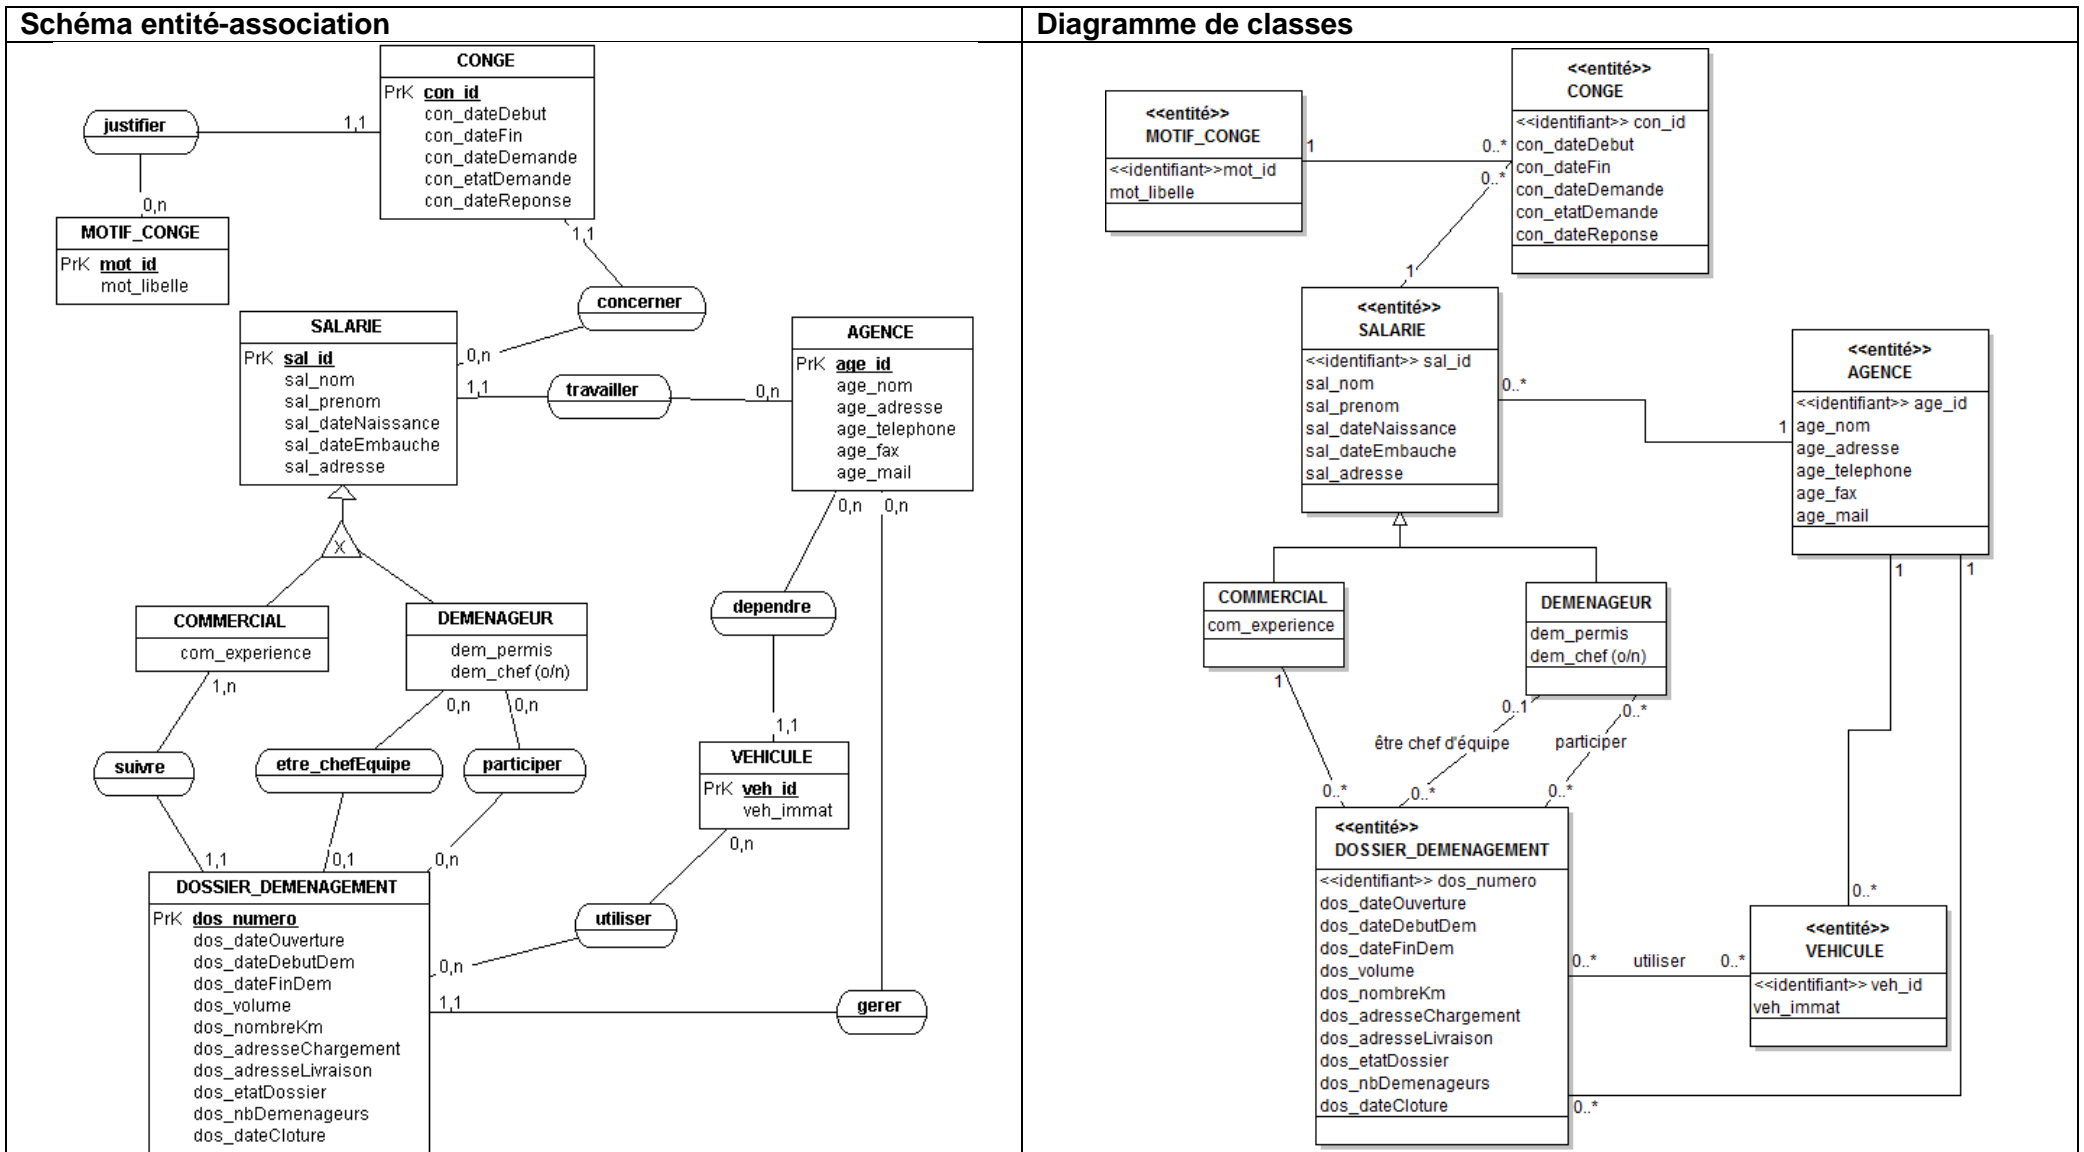 Schéma entité-association
CONGE
PrK con_id
con_dateDebut
con_dateFin
con_dateDemande
con_etatDemande
con_dateReponse
justifier
1,1
0,n
MOTIF_CONGE
PrK mot_id
mot_libelle
1,1
concerner
SALARIE
PrK sal_id
sal_nom
sal_prenom
sal_dateNaissance
sal_dateEmbauche
sal_adresse
0,n
1,1
travailler
0,n
AGENCE
PrK age_id
age_nom
age_adresse
age_telephone
age_fax
age_mail
0,n
0,n
X
COMMERCIAL
com_experience
DEMENAGEUR
dem_permis
dem_chef (o/n)
dependre
1,n
0,n
0,n
1,1
suivre
etre_chefEquipe
participer
VEHICULE
PrK veh_id
veh_immat
0,n
1,1
0,1
0,n
DOSSIER_DEMENAGEMENT
PrK dos_numero
dos_dateOuverture
dos_dateDebutDem
dos_dateFinDem
dos_volume
dos_nombreKm
dos_adresseChargement
dos_adresseLivraison
dos_etatDossier
dos_nbDemenageurs
dos_dateCloture
utiliser
0,n
1,1
gerer
Diagramme de classes
<<entité>>
CONGE
<<identifiant>> con_id
con_dateDebut
con_dateFin
con_dateDemande
con_etatDemande
con_dateReponse
<<entité>>
MOTIF_CONGE
<<identifiant>>mot_id
mot_libelle
1
0..*
0..*
1
<<entité>>
SALARIE
<<identifiant>> sal_id
sal_nom
sal_prenom
sal_dateNaissance
sal_dateEmbauche
sal_adresse
0..*
1
<<entité>>
AGENCE
<<identifiant>> age_id
age_nom
age_adresse
age_telephone
age_fax
age_mail
1
1
COMMERCIAL
com_experience
DEMENAGEUR
dem_permis
dem_chef (o/n)
1
0..1
0..*
être chef d'équipe
participer
0..*
0..*
0..*
<<entité>>
DOSSIER_DEMENAGEMENT
<<identifiant>> dos_numero
dos_dateOuverture
dos_dateDebutDem
dos_dateFinDem
dos_volume
dos_nombreKm
dos_adresseChargement
dos_adresseLivraison
dos_etatDossier
dos_nbDemenageurs
dos_dateCloture
0..*
utiliser
0..*
0..*
<<entité>>
VEHICULE
<<identifiant>> veh_id
veh_immat
0..*